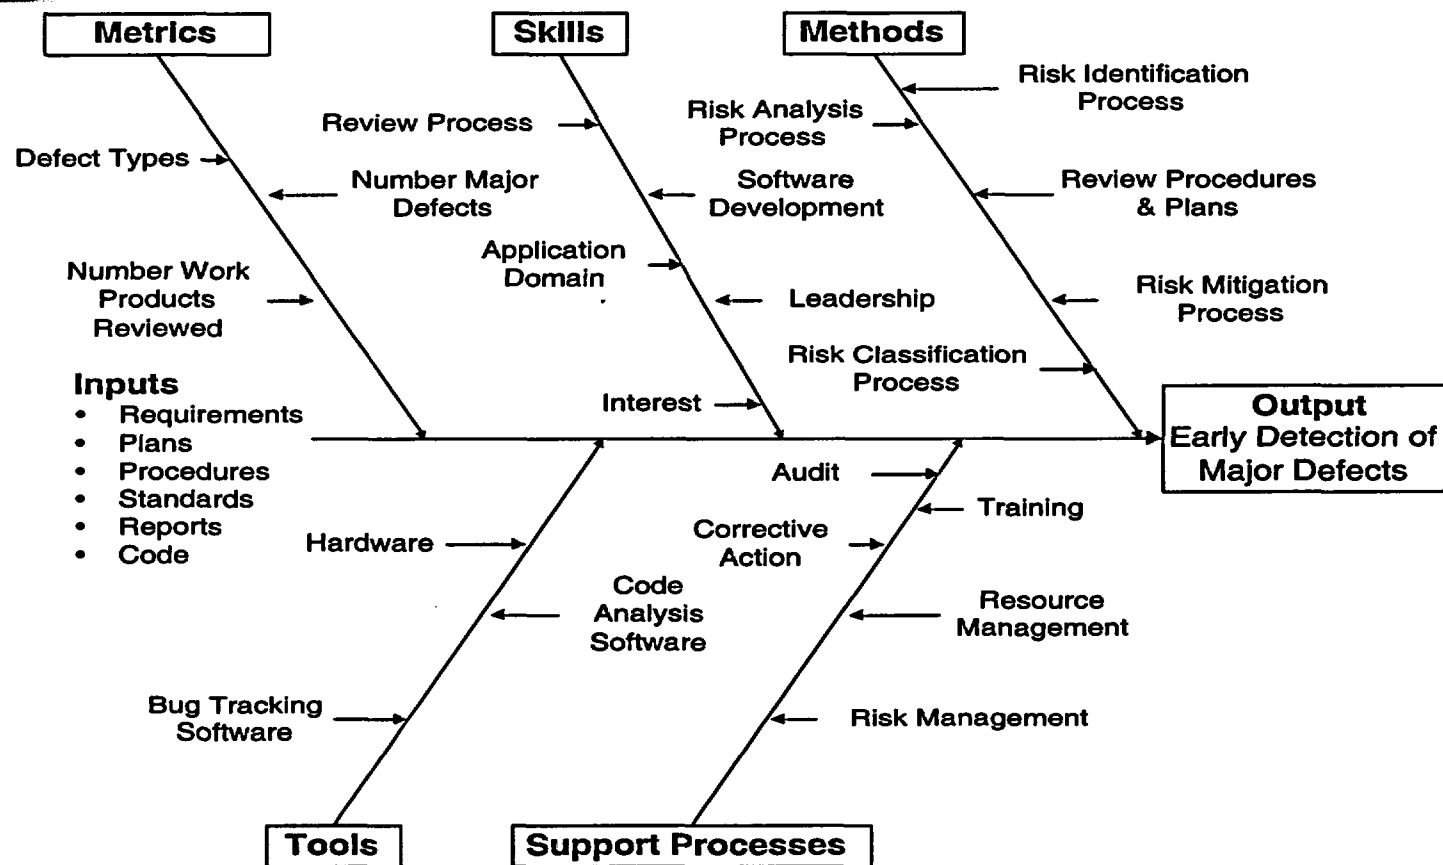 Metrics
Skills
Methods
Risk Identification
Process
Risk Analysis
Process
Review Process
Defect Types
Number Major
Defects
Software
Development
Review Procedures
& Plans
Application
Domain
Number Work
Products
Reviewed
Leadership
Risk Mitigation
Process
Risk Classification
Process
Interest
Inputs
• Requirements
• Plans
• Procedures
• Standards
• Reports
• Code
Output
Early Detection of
Major Defects
Audit
Training
Hardware
Corrective
Action
Code
Analysis
Software
Resource
Management
Bug Tracking
Software
Risk Management
Tools
Support Processes